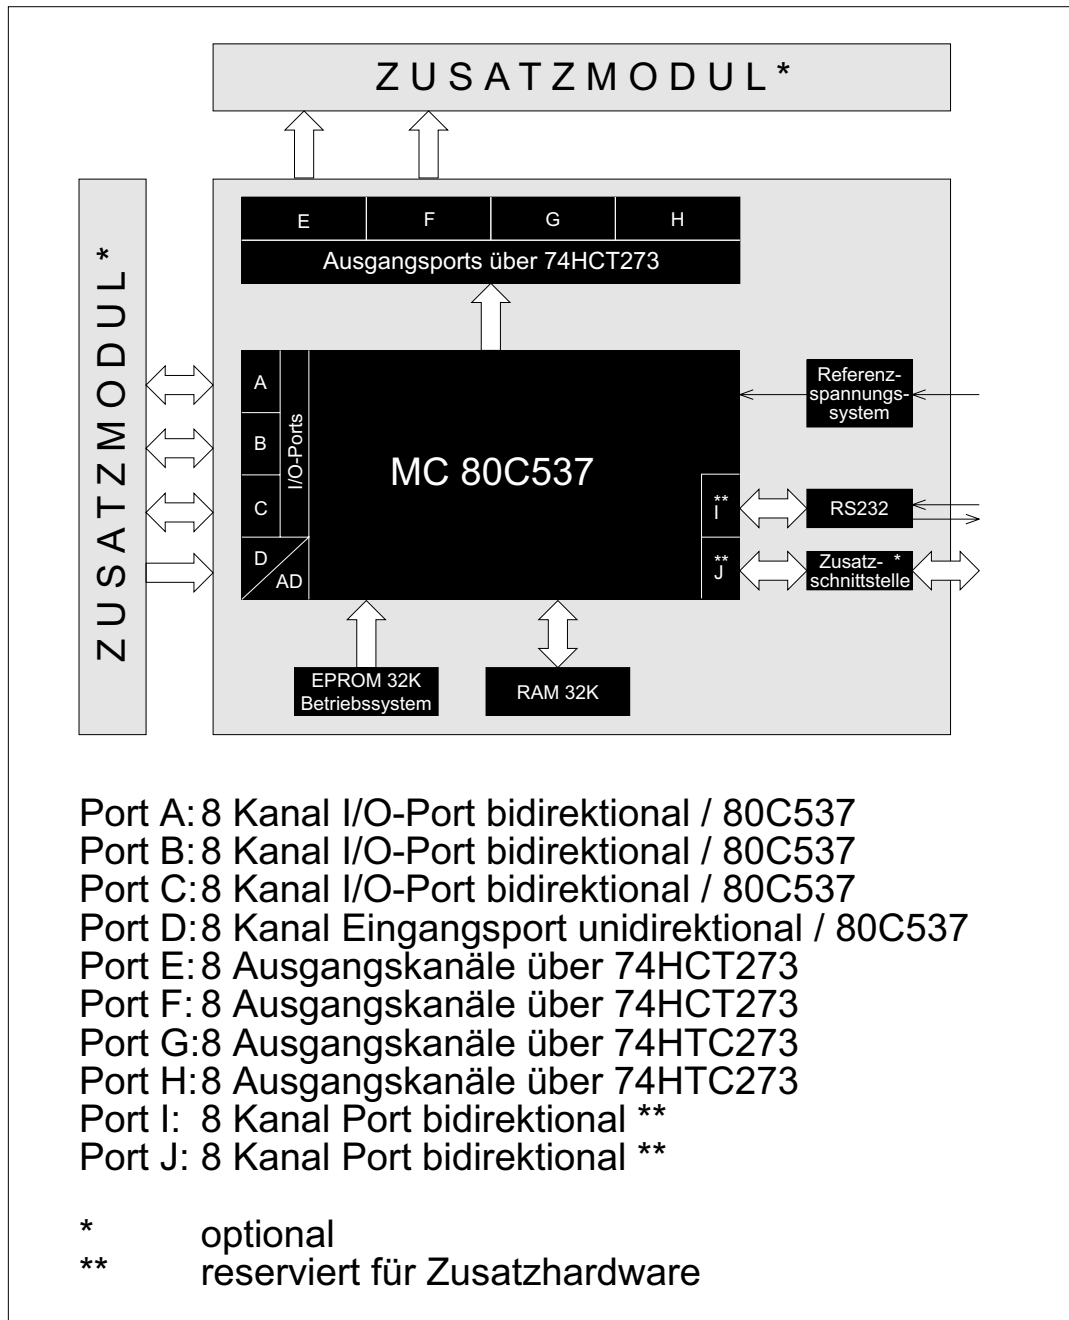 ZUSATZMODUL*
ZUSATZMODUL*
E F G H
Ausgangsports über 74HCT273
A
B
C
D
AD
I/O-Ports
MC 80C537
**
I
**
J
Referenz-
spannungs-
system
RS232
Zusatz- *
schnittstelle
EPROM 32K
Betriebssystem
RAM 32K
Port A: 8 Kanal I/O-Port bidirektional / 80C537
Port B: 8 Kanal I/O-Port bidirektional / 80C537
Port C: 8 Kanal I/O-Port bidirektional / 80C537
Port D: 8 Kanal Eingangsport unidirektional / 80C537
Port E: 8 Ausgangskanäle über 74HCT273
Port F: 8 Ausgangskanäle über 74HCT273
Port G: 8 Ausgangskanäle über 74HTC273
Port H: 8 Ausgangskanäle über 74HTC273
Port I: 8 Kanal Port bidirektional **
Port J: 8 Kanal Port bidirektional **
* optional
** reserviert für Zusatzhardware